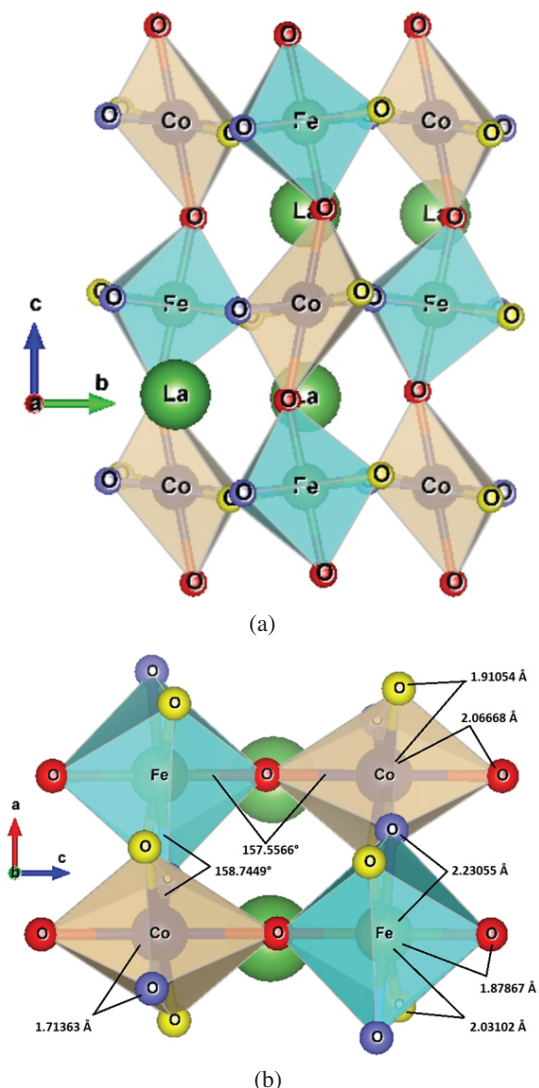 O O O
O Co O O Fe O Co O O
O La O La O
O O Fe O Co O O Fe O
c
a b
La O La O
O Co O O Fe O Co O O
O O O
(a)
O O O 1.91054 Å
O 2.06668 Å
O Fe O Co O
a
157.5566°
O O O
158.7449° 2.23055 Å
b c
O
O Co O Fe O
1.87867 Å
O O O
1.71363 Å 2.03102 Å
O
(b)